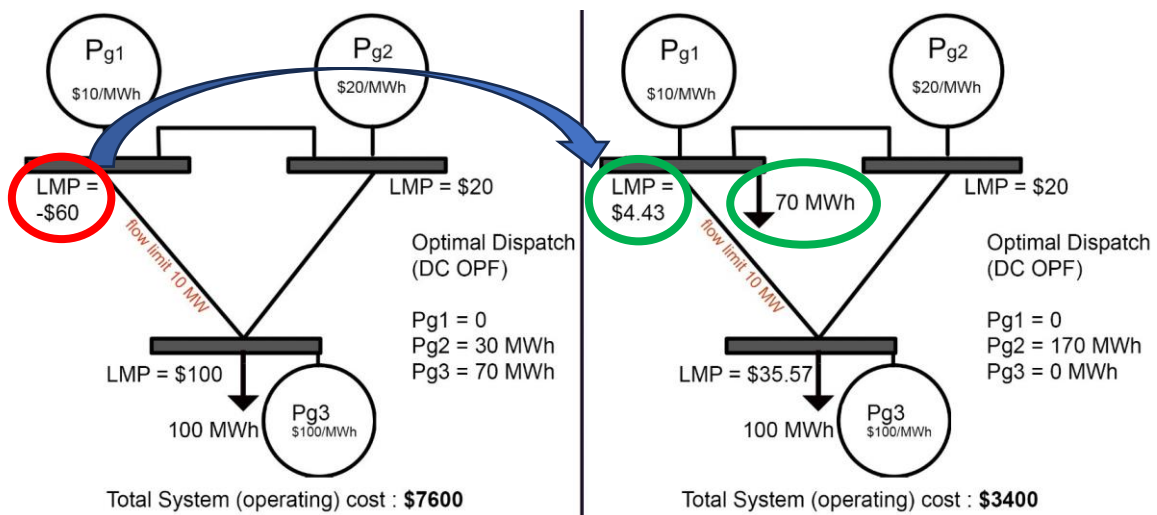 Pg1
$10/MWh
Pg2
$20/MWh
LMP =
-$60
LMP = $20
flow limit 10 MW
Optimal Dispatch
(DC OPF)
Pg1 = 0
Pg2 = 30 MWh
Pg3 = 70 MWh
LMP = $100
100 MWh
Pg3
$100/MWh
Total System (operating) cost : $7600
Pg1
$10/MWh
Pg2
$20/MWh
LMP =
$4.43
70 MWh
LMP = $20
flow limit 10 MW
Optimal Dispatch
(DC OPF)
Pg1 = 0
Pg2 = 170 MWh
Pg3 = 0 MWh
LMP = $35.57
100 MWh
Pg3
$100/MWh
Total System (operating) cost : $3400